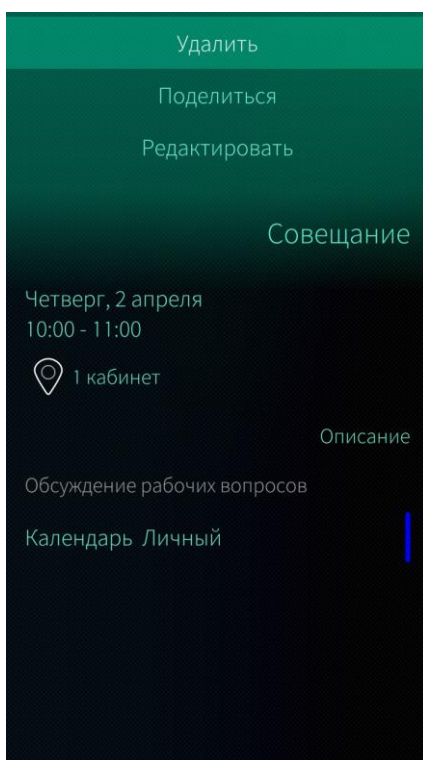 Удалить
Поделиться
Редактировать
Совещание
Четверг, 2 апреля
10:00 - 11:00
1 кабинет
Описание
Обсуждение рабочих вопросов
Календарь Личный